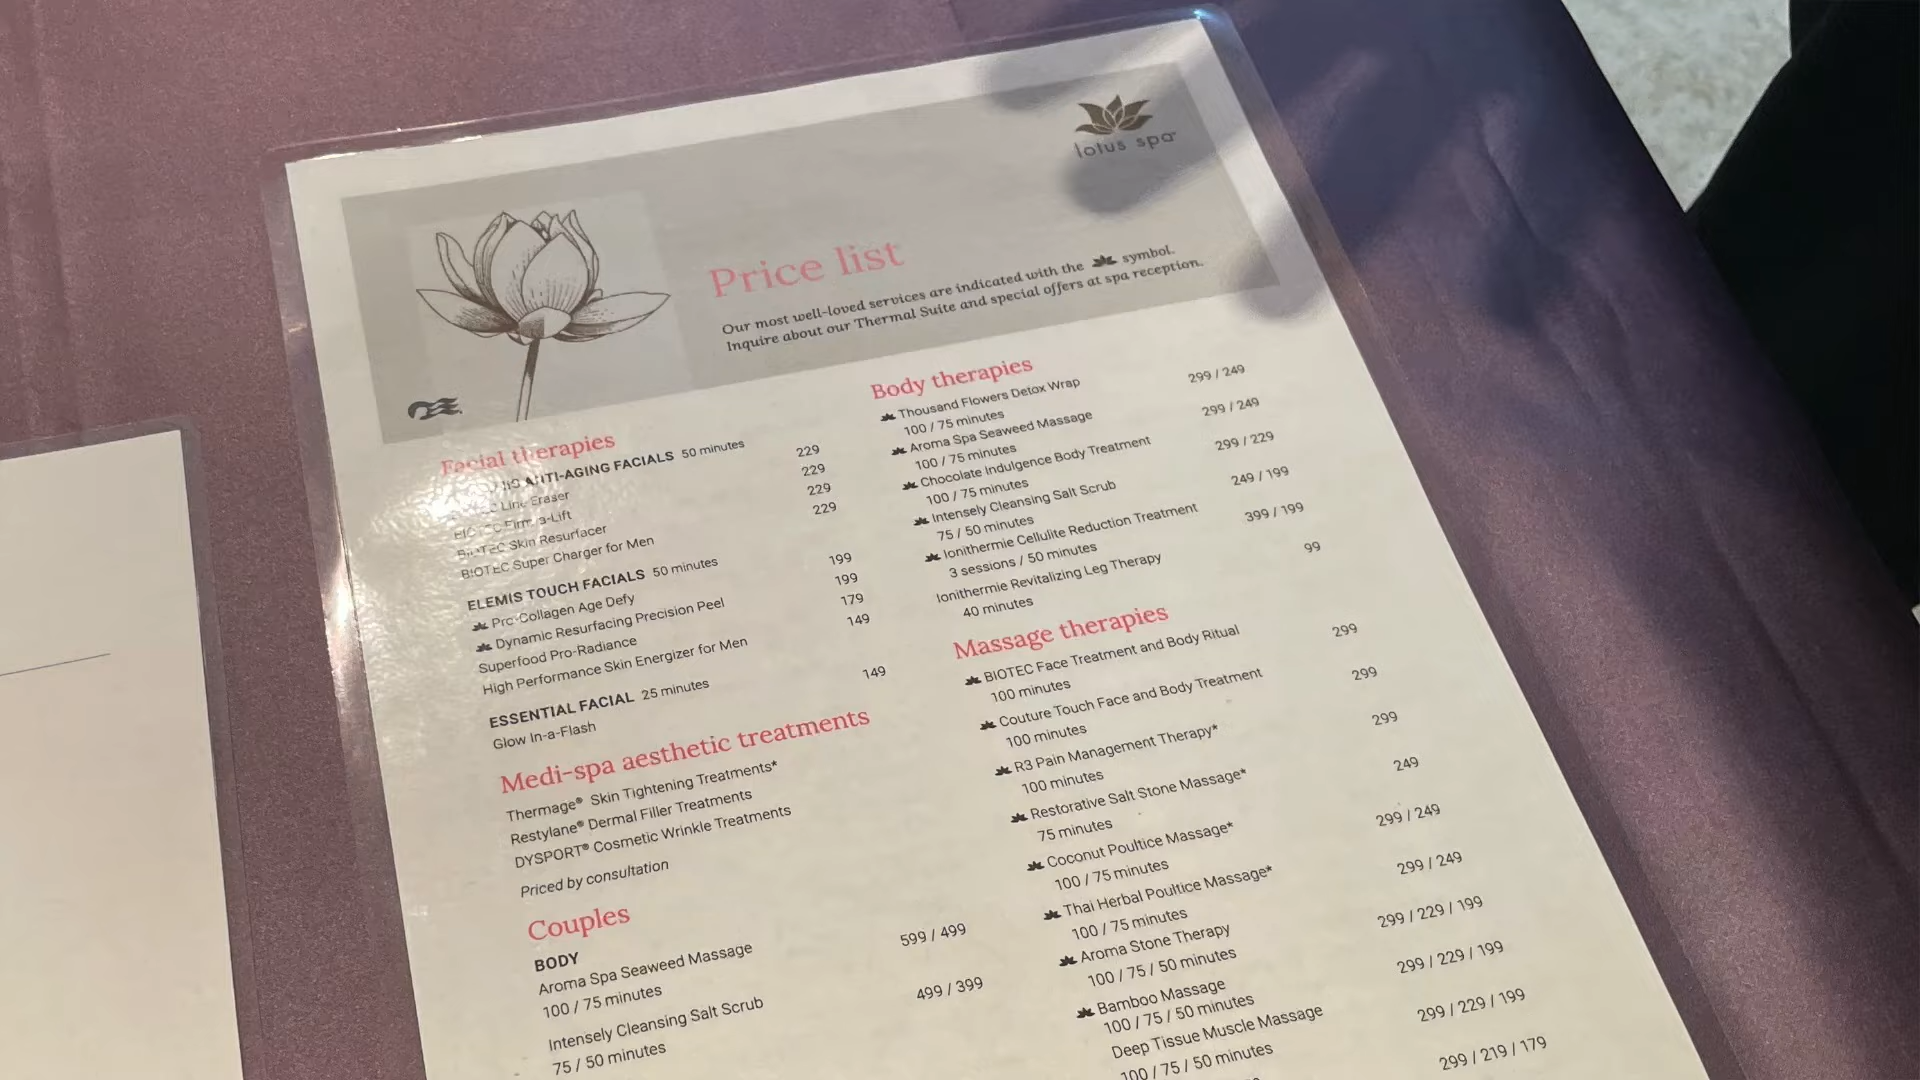 lotus spa
Price list
Our most well-loved services are indicated with the symbol.
Inquire about our Thermal Suite and special offers at spa reception.
Facial therapies
ANTI-AGING FACIALS 50 minutes
Line Eraser 229
BIOTEC Firm-a-Lift 229
BIOTEC Skin Resurfacer 229
BIOTEC Super Charger for Men 229
ELEMIS TOUCH FACIALS 50 minutes
Pro-Collagen Age Defy 199
Dynamic Resurfacing Precision Peel 199
Superfood Pro-Radiance 179
High Performance Skin Energizer for Men 149
ESSENTIAL FACIAL 25 minutes
Glow In-a-Flash 149
Medi-spa aesthetic treatments
Thermage® Skin Tightening Treatments*
Restylane® Dermal Filler Treatments
DYSPORT® Cosmetic Wrinkle Treatments
Priced by consultation
Couples
BODY
Aroma Spa Seaweed Massage 599 / 499
100 / 75 minutes
Intensely Cleansing Salt Scrub 499 / 399
75 / 50 minutes
Body therapies
Thousand Flowers Detox Wrap 299 / 249
100 / 75 minutes
Aroma Spa Seaweed Massage 299 / 249
100 / 75 minutes
Chocolate Indulgence Body Treatment 299 / 229
100 / 75 minutes
Intensely Cleansing Salt Scrub 249 / 199
75 / 50 minutes
Ionithermie Cellulite Reduction Treatment 399 / 199
3 sessions / 50 minutes
Ionithermie Revitalizing Leg Therapy 99
40 minutes
Massage therapies
BIOTEC Face Treatment and Body Ritual 299
100 minutes
Couture Touch Face and Body Treatment 299
100 minutes
R3 Pain Management Therapy* 299
100 minutes
Restorative Salt Stone Massage* 249
75 minutes
Coconut Poultice Massage* 299 / 249
100 / 75 minutes
Thai Herbal Poultice Massage* 299 / 249
100 / 75 minutes
Aroma Stone Therapy 299 / 229 / 199
100 / 75 / 50 minutes
Bamboo Massage 299 / 229 / 199
100 / 75 / 50 minutes
Deep Tissue Muscle Massage 299 / 229 / 199
100 / 75 / 50 minutes
299 / 219 / 179